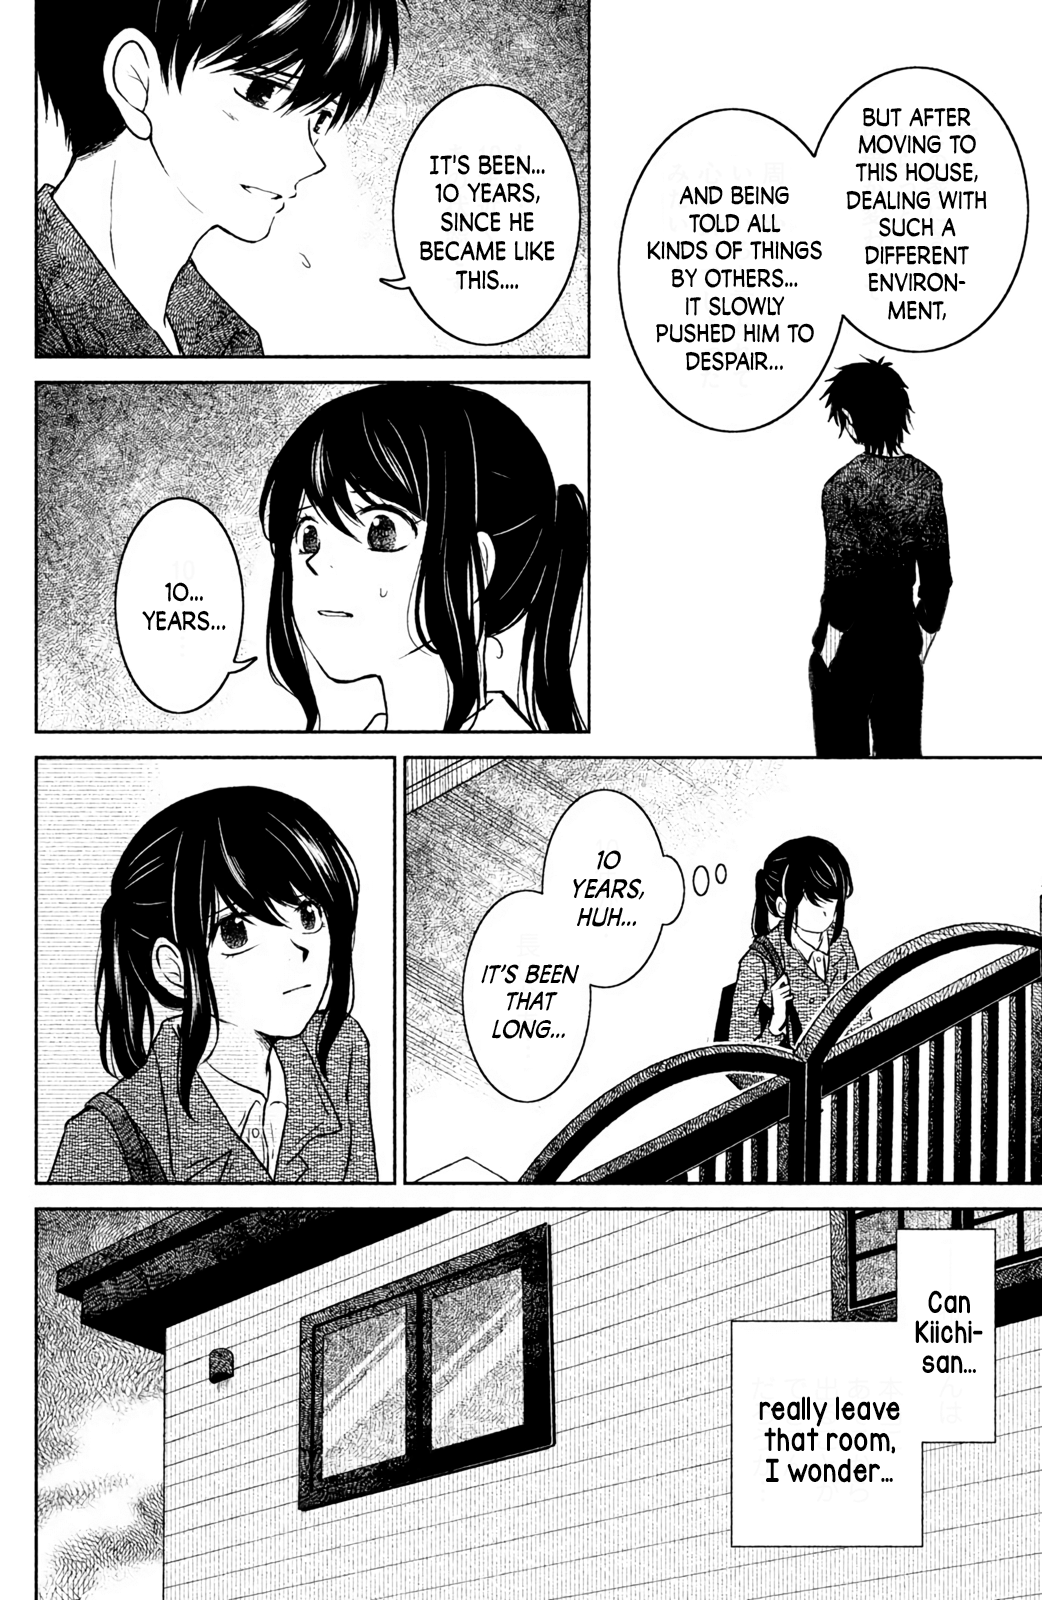 BUT AFTER
MOVING TO
THIS HOUSE,
DEALING WITH
SUCH A
DIFFERENT
ENVIRON-
MENT,
AND BEING
TOLD ALL
KINDS OF THINGS
BY OTHERS...
IT SLOWLY
PUSHED HIM TO
DESPAIR...
IT'S BEEN...
10 YEARS,
SINCE HE
BECAME LIKE
THIS....
10...
YEARS...
10
YEARS,
HUH...
IT'S BEEN
THAT
LONG...
Can
Kiichi-
san...
really leave
that room,
I wonder...